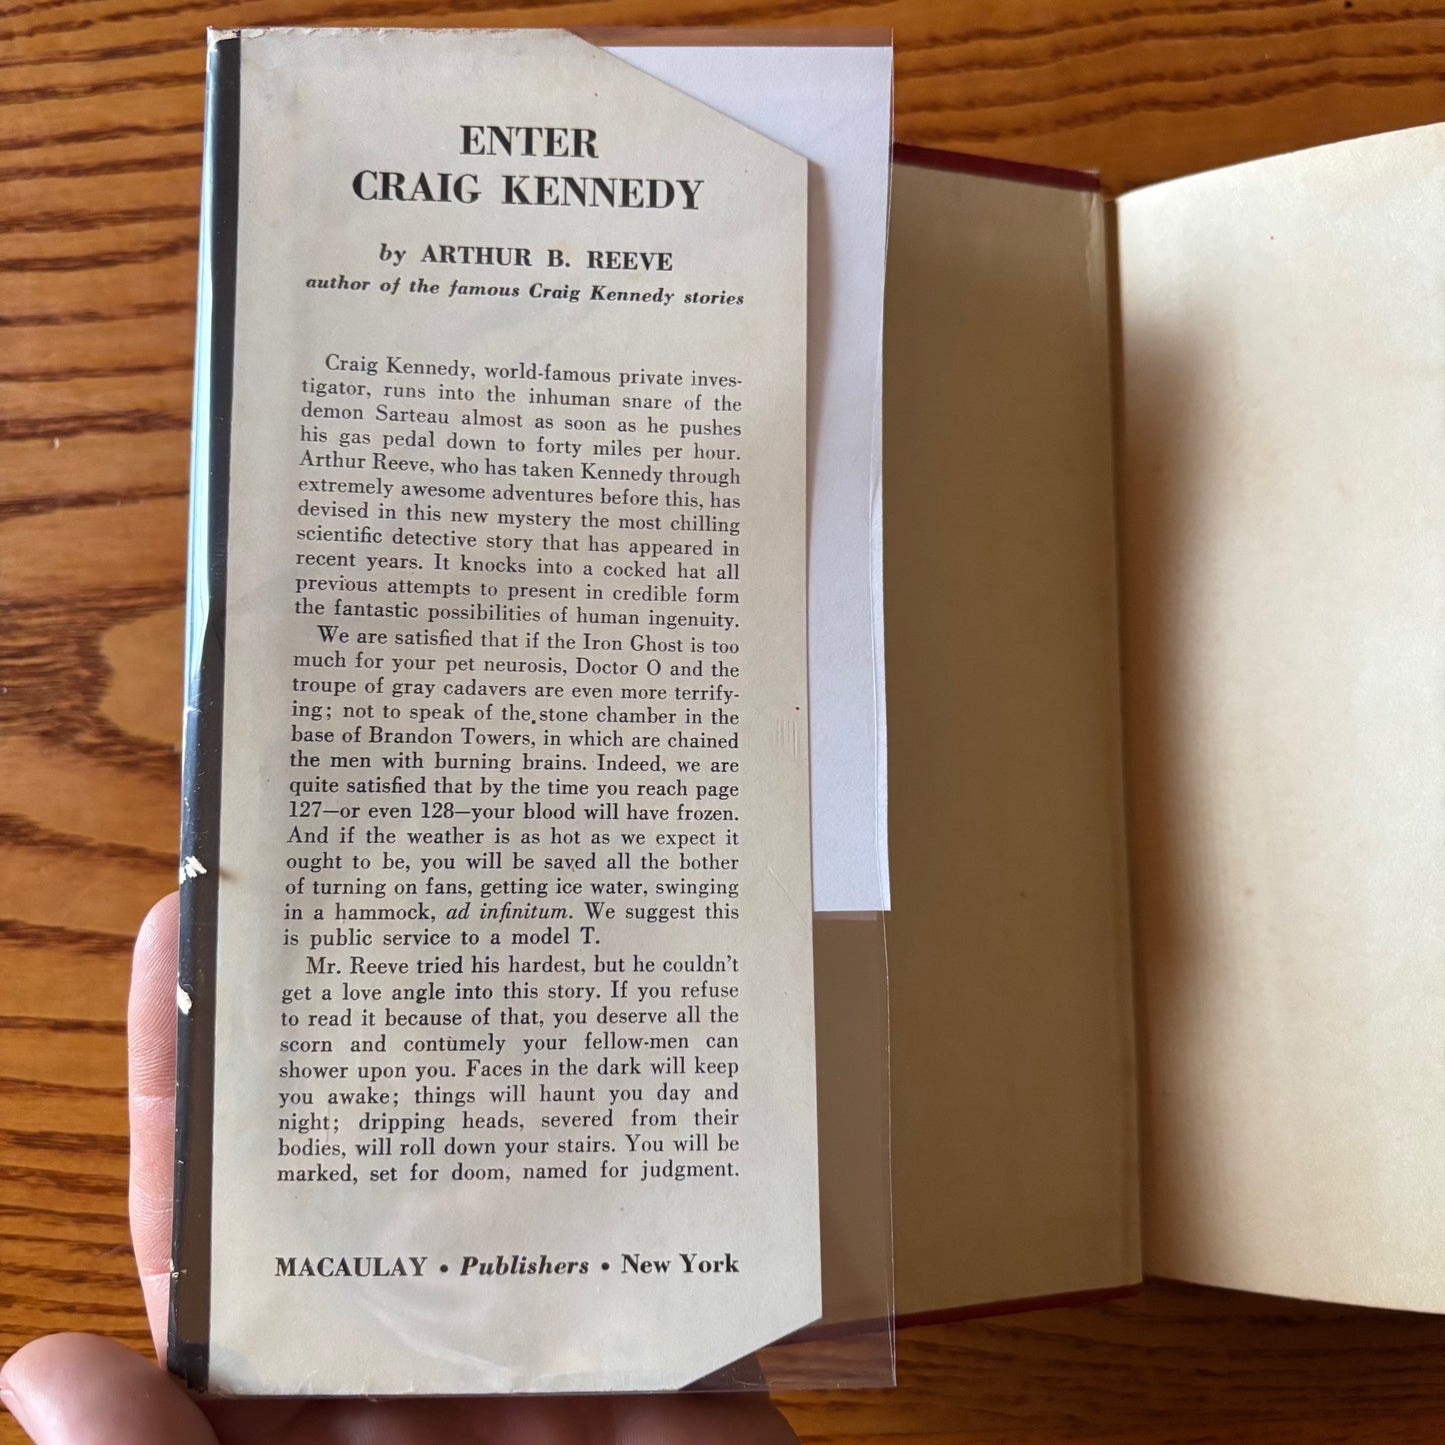 ENTER
CRAIG KENNEDY
by ARTHUR B. REEVE
author of the famous Craig Kennedy stories
Craig Kennedy, world-famous private inves-
tigator, runs into the inhuman snare of the
demon Sarteau almost as soon as he pushes
his gas pedal down to forty miles per hour.
Arthur Reeve, who has taken Kennedy through
extremely awesome adventures before this, has
devised in this new mystery the most chilling
scientific detective story that has appeared in
recent years. It knocks into a cocked hat all
previous attempts to present in credible form
the fantastic possibilities of human ingenuity.
We are satisfied that if the Iron Ghost is too
much for your pet neurosis, Doctor O and the
troupe of gray cadavers are even more terrify-
ing; not to speak of the stone chamber in the
base of Brandon Towers, in which are chained
the men with burning brains. Indeed, we are
quite satisfied that by the time you reach page
127—or even 128—your blood will have frozen.
And if the weather is as hot as we expect it
ought to be, you will be saved all the bother
of turning on fans, getting ice water, swinging
in a hammock, ad infinitum. We suggest this
is public service to a model T.
Mr. Reeve tried his hardest, but he couldn't
get a love angle into this story. If you refuse
to read it because of that, you deserve all the
scorn and contumely your fellow-men can
shower upon you. Faces in the dark will keep
you awake; things will haunt you day and
night; dripping heads, severed from their
bodies, will roll down your stairs. You will be
marked, set for doom, named for judgment.
MACAULAY • Publishers • New York